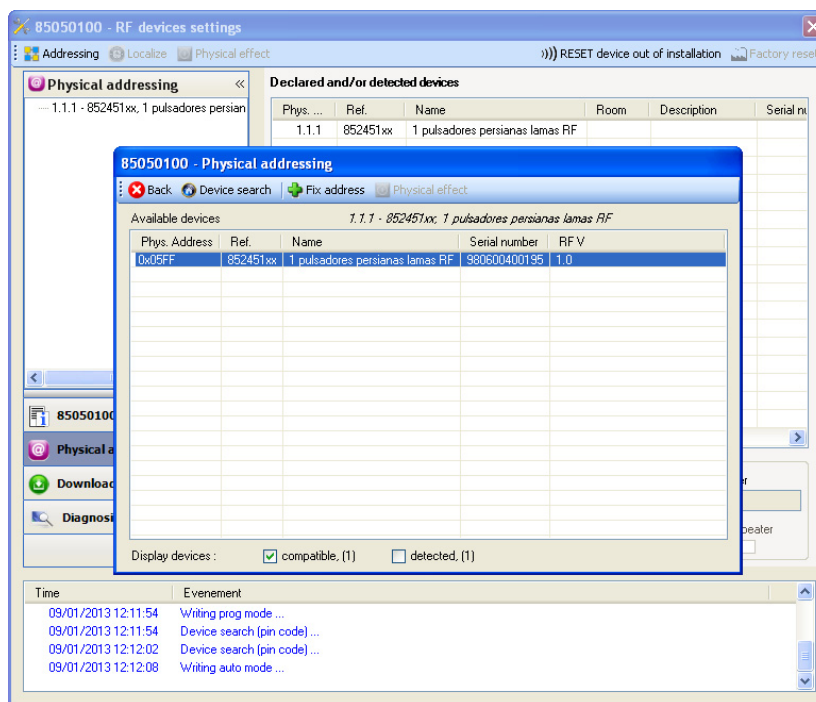 85050100 - RF devices settings
Addressing Localize Physical effect RESET device out of installation Factory reset
Physical addressing «
1.1.1 - 852451xx, 1 pulsadores persian
Declared and/or detected devices
Phys. ... Ref. Name Room Description Serial nu
1.1.1 852451xx 1 pulsadores persianas lamas RF
85050100 - Physical addressing
Back Device search Fix address Physical effect
Available devices 1.1.1 - 852451xx, 1 pulsadores persianas lamas RF
Phys. Address Ref. Name Serial number RF V
0x05FF 852451xx 1 pulsadores persianas lamas RF 980600400195 1.0
85050100
Physical a
Download
Diagnosi
peater
Display devices : compatible, (1) detected, (1)
Time Evenement
09/01/2013 12:11:54 Writing prog mode ...
09/01/2013 12:11:54 Device search (pin code) ...
09/01/2013 12:12:02 Device search (pin code) ...
09/01/2013 12:12:08 Writing auto mode ...